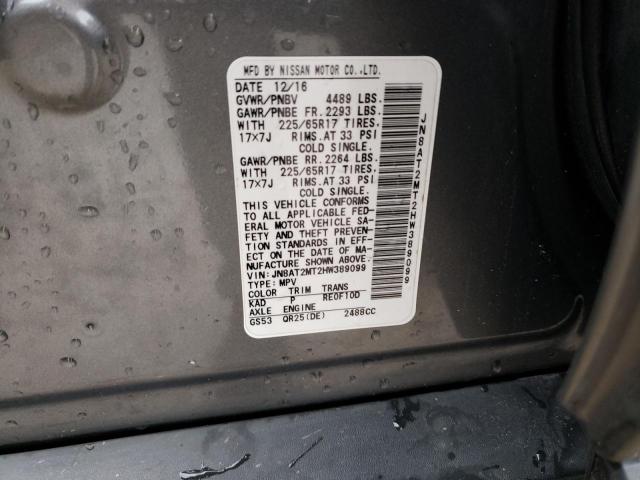 MFD BY NISSAN MOTOR CO.,LTD.
DATE 12/16
GVWR/PNBV 4489 LBS.
GAWR/PNBE FR. 2293 LBS.
WITH 225/65R17 TIRES.
17×7J RIMS. AT 33 PSI
COLD SINGLE.
GAWR/PNBE RR. 2264 LBS.
WITH 225/65R17 TIRES.
17×7J RIMS. AT 33 PSI
COLD SINGLE.
THIS VEHICLE CONFORMS
TO ALL APPLICABLE FED-
ERAL MOTOR VEHICLE SA-
FETY AND THEFT PREVEN-
TION STANDARDS IN EFF-
ECT ON THE DATE OF MA-
NUFACTURE SHOWN ABOVE.
VIN: JN8AT2MT2HW389099
TYPE: MPV
COLOR TRIM TRANS
KAD P RE0F10D
AXLE ENGINE
GS53 QR25(DE) 2488CC
JN8AT2MT2HW389099